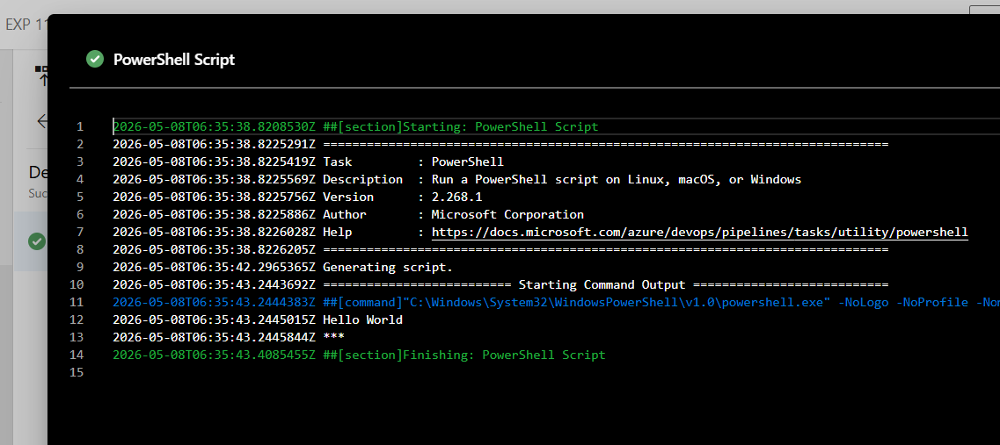 EXP 11
PowerShell Script
De
Suc
1 2026-05-08T06:35:38.8208530Z ##[section]Starting: PowerShell Script
2 2026-05-08T06:35:38.8225291Z ==============================================================================
3 2026-05-08T06:35:38.8225419Z Task         : PowerShell
4 2026-05-08T06:35:38.8225569Z Description  : Run a PowerShell script on Linux, macOS, or Windows
5 2026-05-08T06:35:38.8225756Z Version      : 2.268.1
6 2026-05-08T06:35:38.8225886Z Author       : Microsoft Corporation
7 2026-05-08T06:35:38.8226028Z Help         : https://docs.microsoft.com/azure/devops/pipelines/tasks/utility/powershell
8 2026-05-08T06:35:38.8226205Z ==============================================================================
9 2026-05-08T06:35:42.2965365Z Generating script.
10 2026-05-08T06:35:43.2443692Z ========================== Starting Command Output ===========================
11 2026-05-08T06:35:43.2444383Z ##[command]"C:\Windows\System32\WindowsPowerShell\v1.0\powershell.exe" -NoLogo -NoProfile -Non
12 2026-05-08T06:35:43.2445015Z Hello World
13 2026-05-08T06:35:43.2445844Z ***
14 2026-05-08T06:35:43.4085455Z ##[section]Finishing: PowerShell Script
15